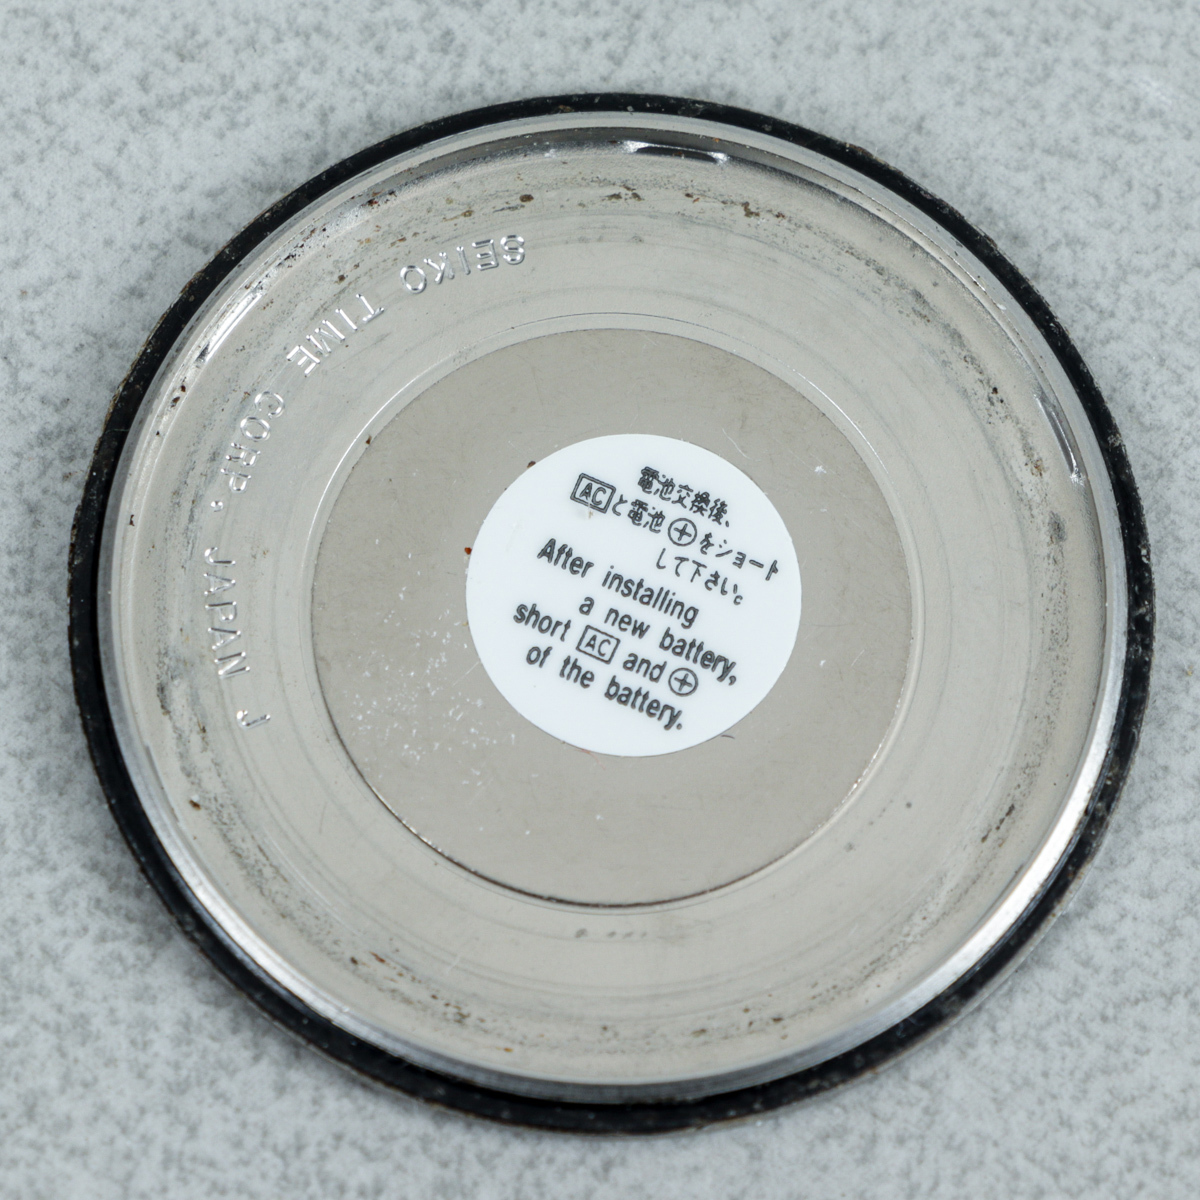 SEIKO TIME CORP. JAPAN J
電池交換後、
ACと電池⊕をショート
して下さい。
After installing
a new battery,
short AC and ⊕
of the battery.